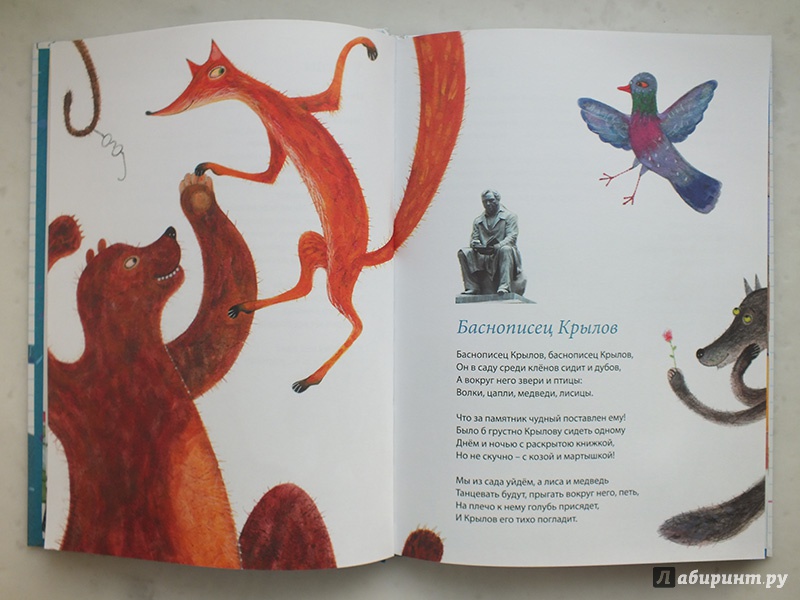 Баснописец Крылов
Баснописец Крылов, баснописец Крылов,
Он в саду среди клёнов сидит и дубов,
А вокруг него звери и птицы:
Волки, цапли, медведи, лисицы.
Что за памятник чудный поставлен ему!
Было б грустно Крылову сидеть одному
Днём и ночью с раскрытою книжкой,
Но не скучно – с козой и мартышкой!
Мы из сада уйдём, а лиса и медведь
Танцевать будут, прыгать вокруг него, петь,
На плечо к нему голубь присядет,
И Крылов его тихо погладит.
Лабиринт.ру